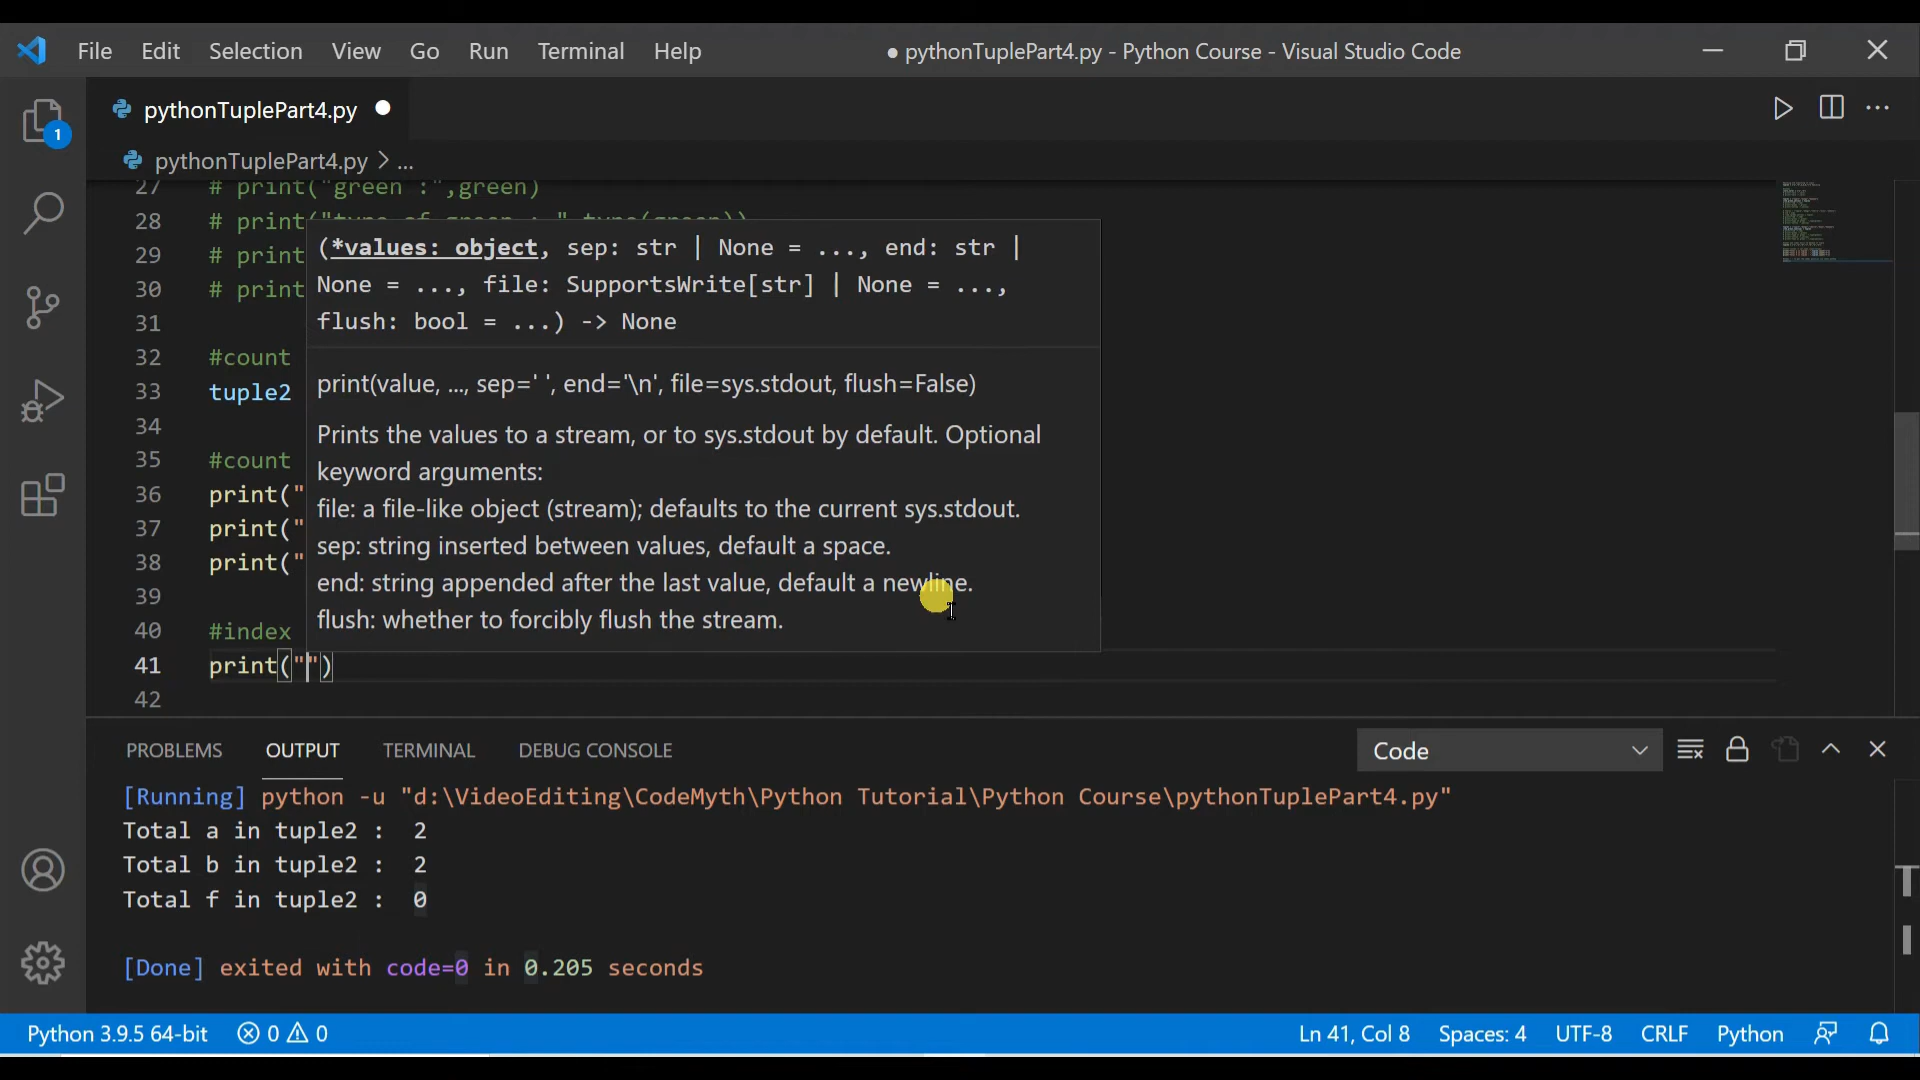 File Edit Selection View Go Run Terminal Help ● pythonTuplePart4.py - Python Course - Visual Studio Code
pythonTuplePart4.py
1
pythonTuplePart4.py > ...
27 # print("green :",green)
28 # print("type of green : ",type(green))
29 # print
30 # print
(*values: object, sep: str | None = ..., end: str |
None = ..., file: SupportsWrite[str] | None = ...,
flush: bool = ...) -> None
print(value, ..., sep=' ', end='\n', file=sys.stdout, flush=False)
Prints the values to a stream, or to sys.stdout by default. Optional
keyword arguments:
file: a file-like object (stream); defaults to the current sys.stdout.
sep: string inserted between values, default a space.
end: string appended after the last value, default a newline.
flush: whether to forcibly flush the stream.
31
32 #count
33 tuple2
34
35 #count
36 print("
37 print("
38 print("
39
40 #index
41 print("")
42
PROBLEMS OUTPUT TERMINAL DEBUG CONSOLE Code
[Running] python -u "d:\VideoEditing\CodeMyth\Python Tutorial\Python Course\pythonTuplePart4.py"
Total a in tuple2 :  2
Total b in tuple2 :  2
Total f in tuple2 :  0
[Done] exited with code=0 in 0.205 seconds
Python 3.9.5 64-bit 0 0 Ln 41, Col 8 Spaces: 4 UTF-8 CRLF Python